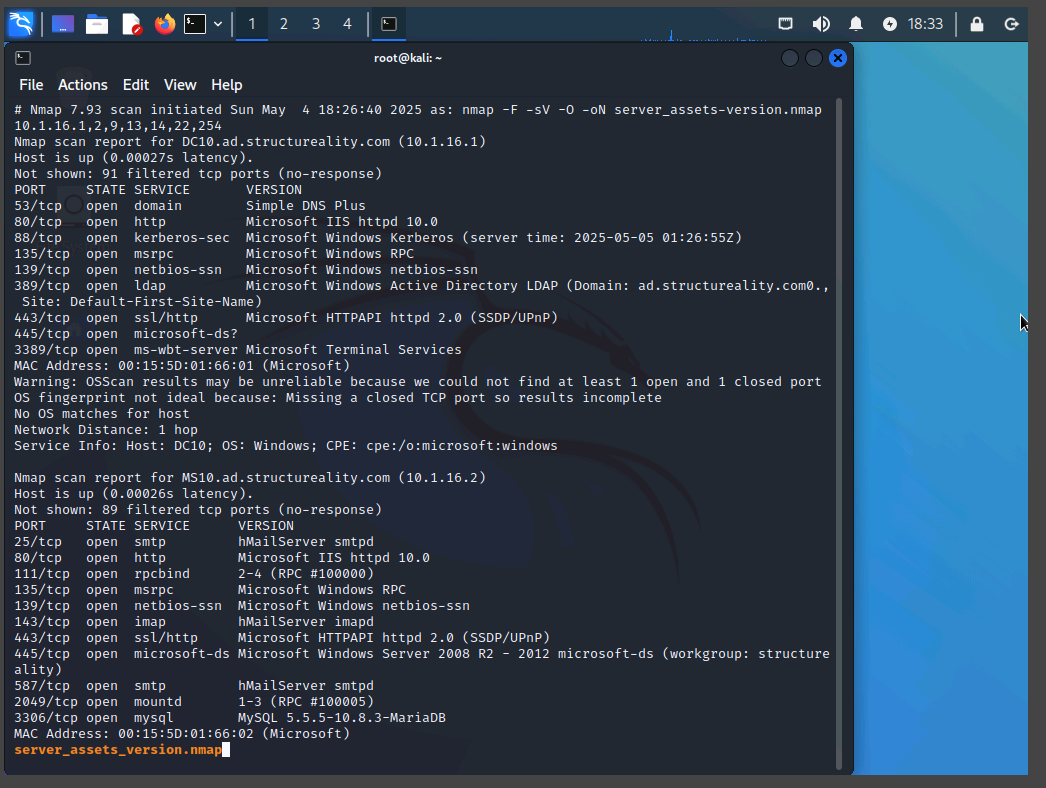 1 2 3 4 18:33
root@kali: ~
File Actions Edit View Help
# Nmap 7.93 scan initiated Sun May  4 18:26:40 2025 as: nmap -F -sV -O -oN server_assets-version.nmap
10.1.16.1,2,9,13,14,22,254
Nmap scan report for DC10.ad.structureality.com (10.1.16.1)
Host is up (0.00027s latency).
Not shown: 91 filtered tcp ports (no-response)
PORT     STATE SERVICE       VERSION
53/tcp   open  domain        Simple DNS Plus
80/tcp   open  http          Microsoft IIS httpd 10.0
88/tcp   open  kerberos-sec  Microsoft Windows Kerberos (server time: 2025-05-05 01:26:55Z)
135/tcp  open  msrpc         Microsoft Windows RPC
139/tcp  open  netbios-ssn   Microsoft Windows netbios-ssn
389/tcp  open  ldap          Microsoft Windows Active Directory LDAP (Domain: ad.structureality.com0.,
 Site: Default-First-Site-Name)
443/tcp  open  ssl/http      Microsoft HTTPAPI httpd 2.0 (SSDP/UPnP)
445/tcp  open  microsoft-ds?
3389/tcp open  ms-wbt-server Microsoft Terminal Services
MAC Address: 00:15:5D:01:66:01 (Microsoft)
Warning: OSScan results may be unreliable because we could not find at least 1 open and 1 closed port
OS fingerprint not ideal because: Missing a closed TCP port so results incomplete
No OS matches for host
Network Distance: 1 hop
Service Info: Host: DC10; OS: Windows; CPE: cpe:/o:microsoft:windows

Nmap scan report for MS10.ad.structureality.com (10.1.16.2)
Host is up (0.00026s latency).
Not shown: 89 filtered tcp ports (no-response)
PORT     STATE SERVICE      VERSION
25/tcp   open  smtp         hMailServer smtpd
80/tcp   open  http         Microsoft IIS httpd 10.0
111/tcp  open  rpcbind      2-4 (RPC #100000)
135/tcp  open  msrpc        Microsoft Windows RPC
139/tcp  open  netbios-ssn  Microsoft Windows netbios-ssn
143/tcp  open  imap         hMailServer imapd
443/tcp  open  ssl/http     Microsoft HTTPAPI httpd 2.0 (SSDP/UPnP)
445/tcp  open  microsoft-ds Microsoft Windows Server 2008 R2 - 2012 microsoft-ds (workgroup: structure
ality)
587/tcp  open  smtp         hMailServer smtpd
2049/tcp open  mountd       1-3 (RPC #100005)
3306/tcp open  mysql        MySQL 5.5.5-10.8.3-MariaDB
MAC Address: 00:15:5D:01:66:02 (Microsoft)
server_assets_version.nmap